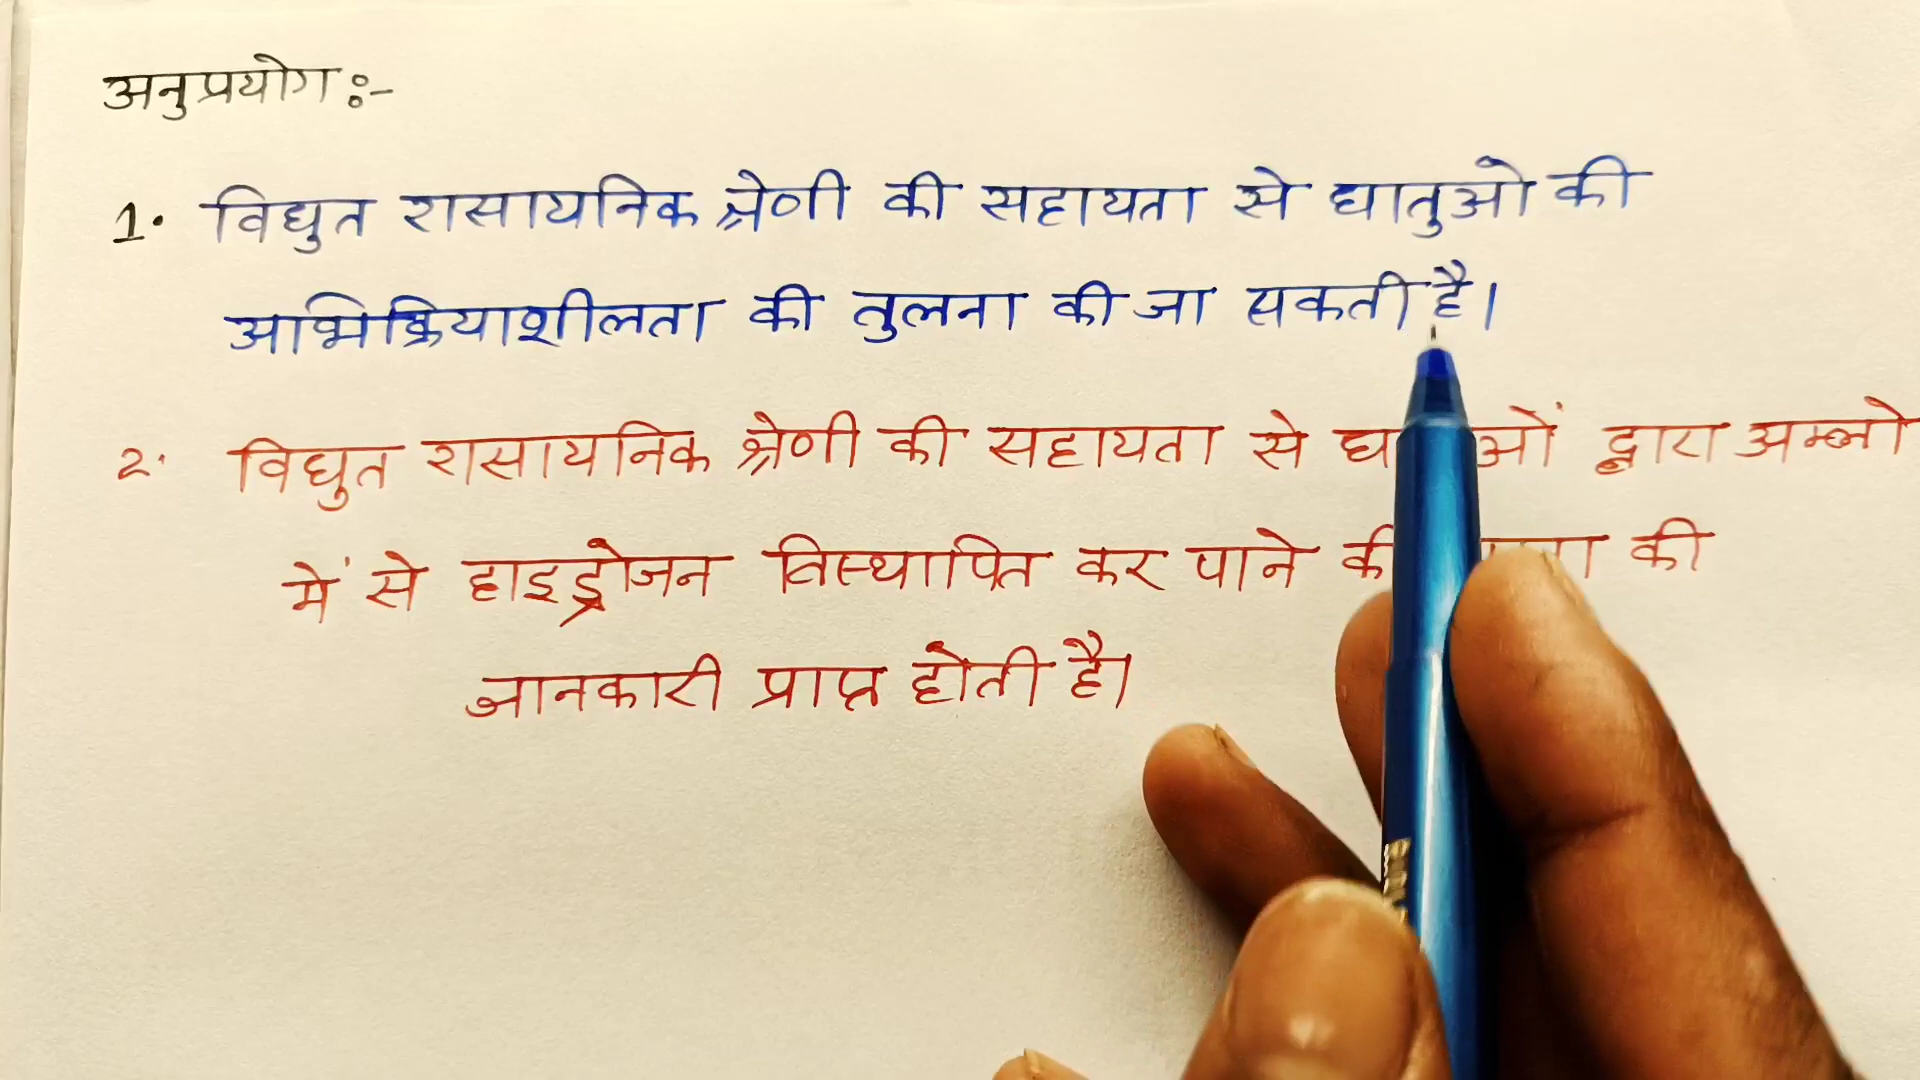 अनुप्रयोग:-
1. विद्युत रासायनिक श्रेणी की सहायता से धातुओ की
अभिक्रियाशीलता की तुलना की जा सकती है।
2. विद्युत रासायनिक श्रेणी की सहायता से द्वारा अम्लो
में से हाइड्रोजन विस्थापित कर पाने की की
जानकारी प्राप्त होती है।